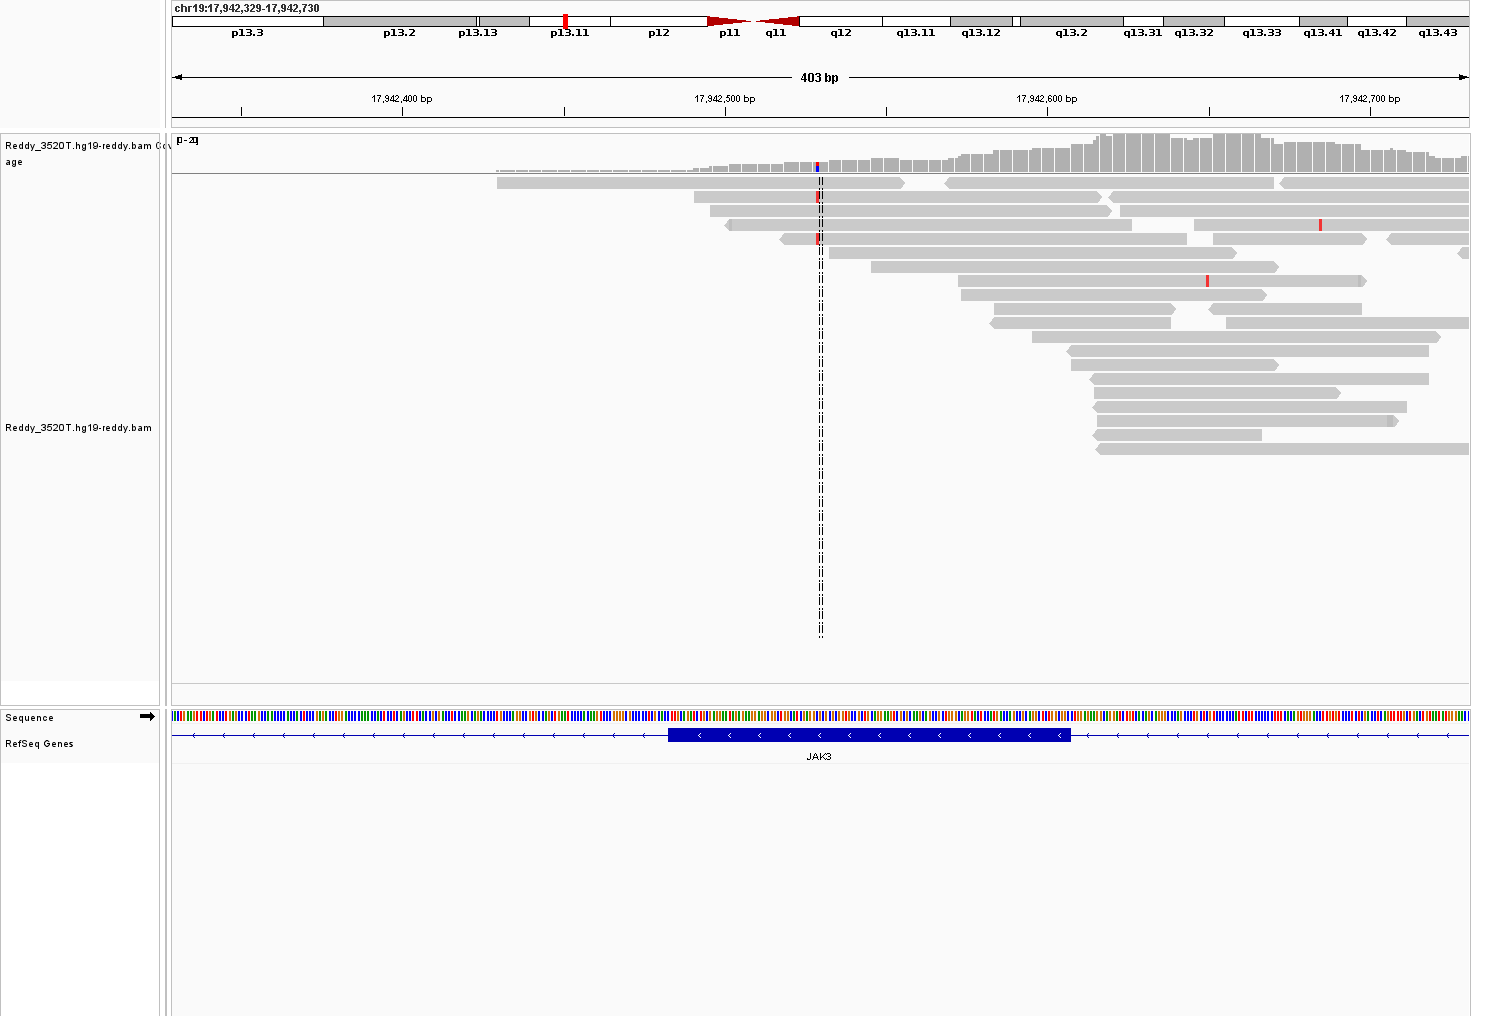 chr19:17,942,329-17,942,730
p13.3 p13.2 p13.13 p13.11 p12 p11 q11 q12 q13.11 q13.12 q13.2 q13.31 q13.32 q13.33 q13.41 q13.42 q13.43
403 bp
17,942,400 bp 17,942,500 bp 17,942,600 bp 17,942,700 bp
[0 - 20]
Reddy_3520T.hg19-reddy.bam Cov
age
Reddy_3520T.hg19-reddy.bam
Sequence
RefSeq Genes
JAK3